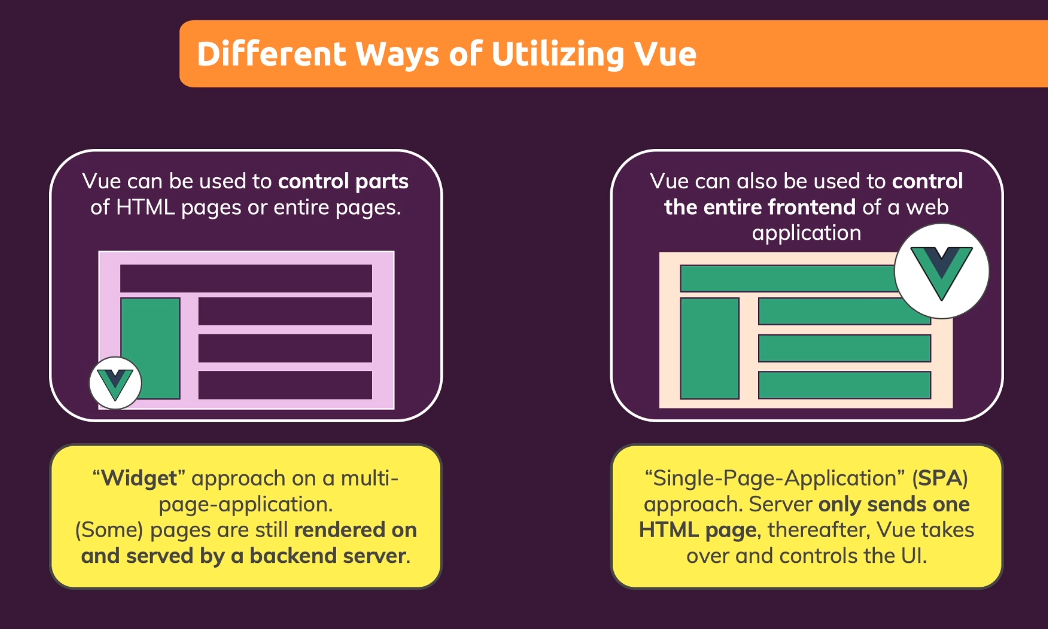 Different Ways of Utilizing Vue
Vue can be used to control parts
of HTML pages or entire pages.
Vue can also be used to control
the entire frontend of a web
application
“Widget” approach on a multi-
page-application.
(Some) pages are still rendered on
and served by a backend server.
“Single-Page-Application” (SPA)
approach. Server only sends one
HTML page, thereafter, Vue takes
over and controls the UI.